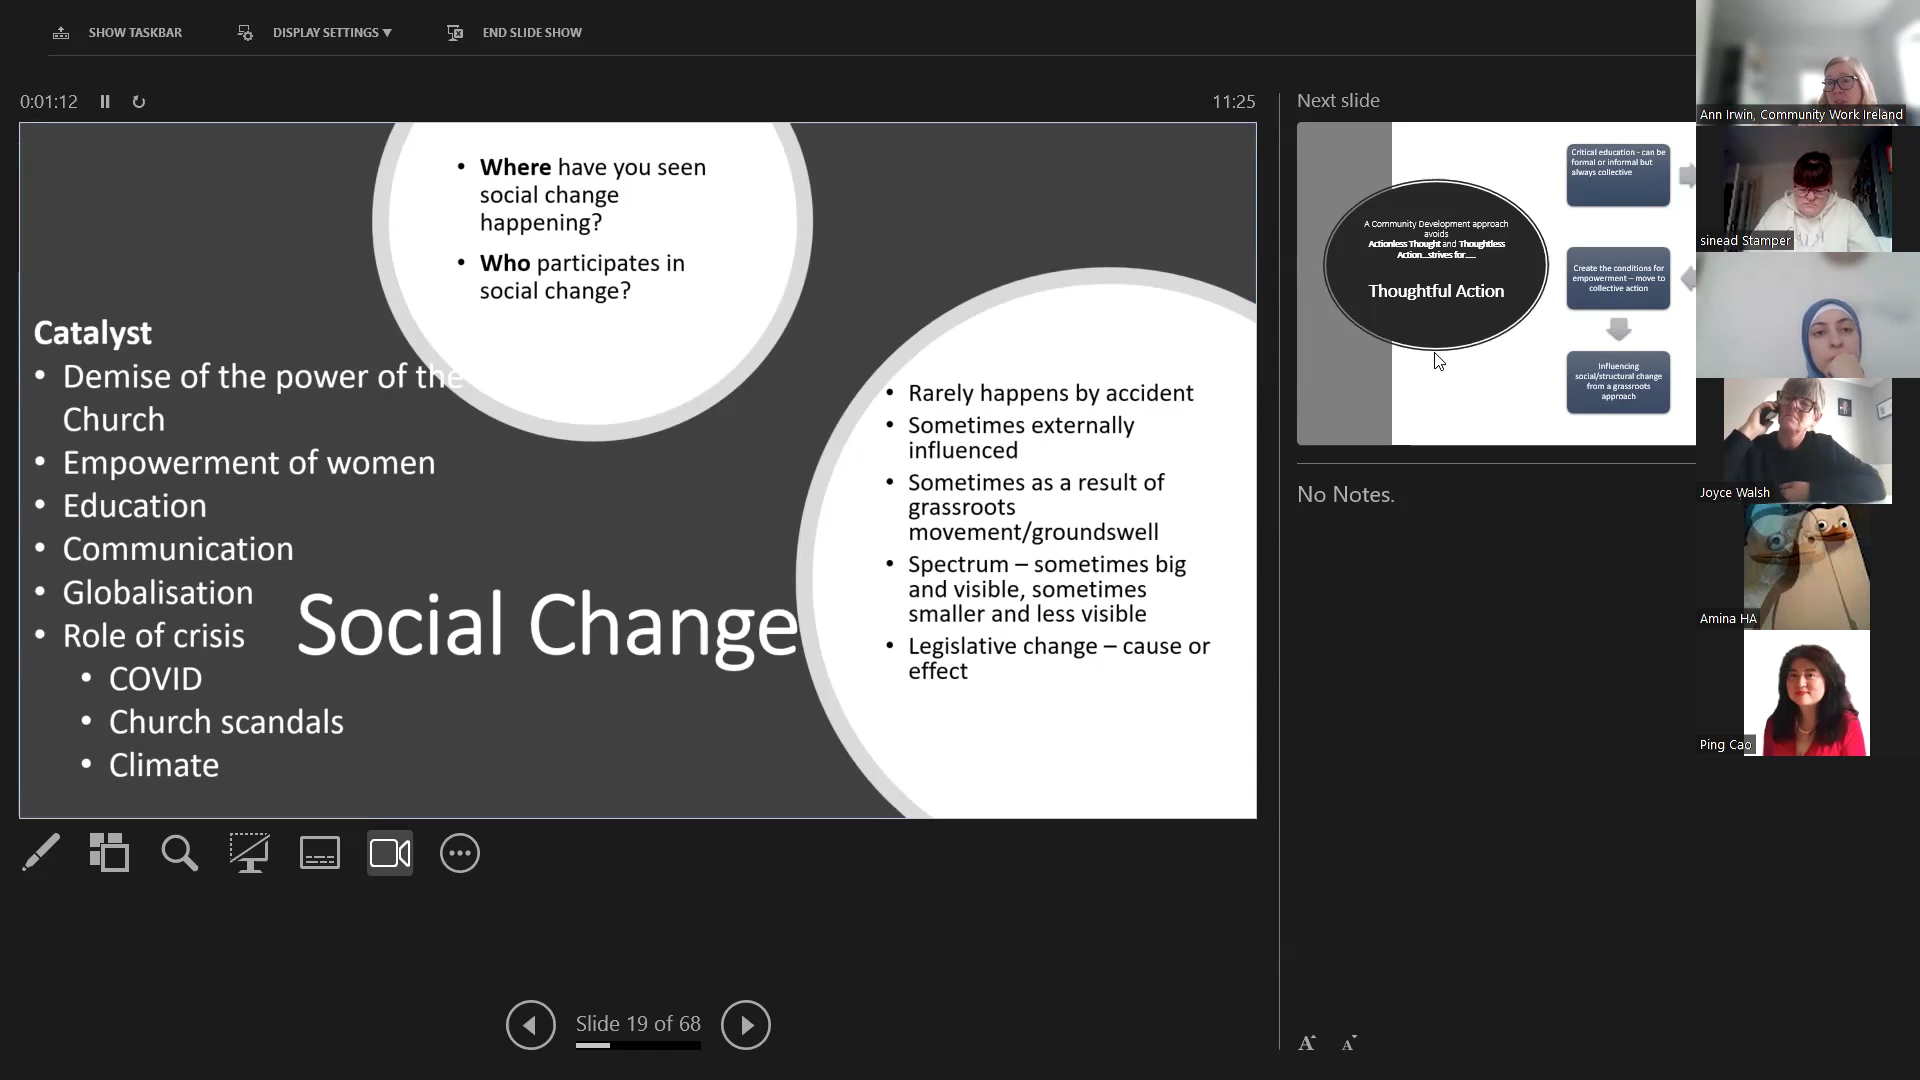 SHOW TASKBAR
DISPLAY SETTINGS ▼
END SLIDE SHOW
0:01:12
11:25
• Where have you seen
social change
happening?
• Who participates in
social change?
Catalyst
• Demise of the power of the
Church
• Empowerment of women
• Education
• Communication
• Globalisation
• Role of crisis
• COVID
• Church scandals
• Climate
Social Change
• Rarely happens by accident
• Sometimes externally
influenced
• Sometimes as a result of
grassroots
movement/groundswell
• Spectrum – sometimes big
and visible, sometimes
smaller and less visible
• Legislative change – cause or
effect
Slide 19 of 68
Next slide
A Community Development approach
avoids
Actionless Thought and Thoughtless
Action...strives for.....
Thoughtful Action
Critical education - can be
formal or informal but
always collective
Create the conditions for
empowerment – move to
collective action
Influencing
social/structural change
from a grassroots
approach
No Notes.
A A
Ann Irwin, Community Work Ireland
sinead Stamper
Joyce Walsh
Amina HA
Ping Cao